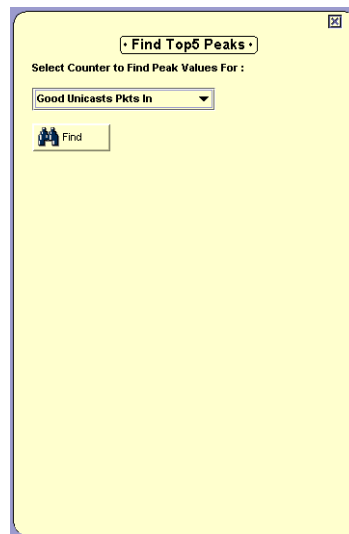 • Find Top5 Peaks •
Select Counter to Find Peak Values For :
Good Unicasts Pkts In
Find